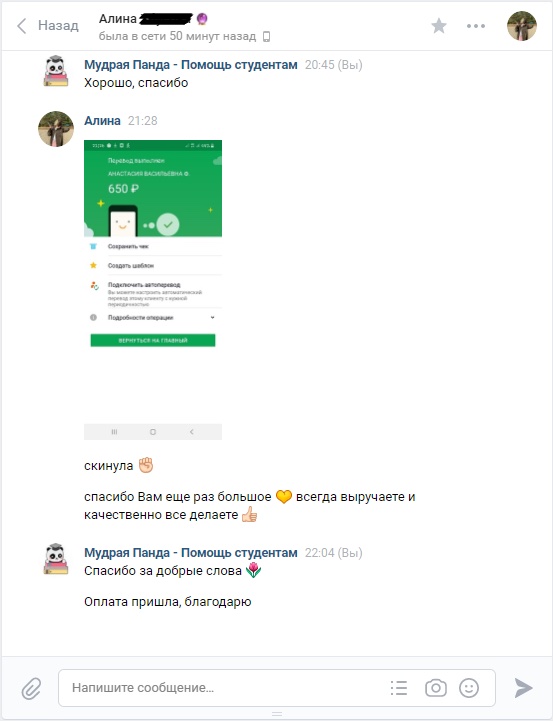 Назад
Алина
была в сети 50 минут назад
Мудрая Панда - Помощь студентам 20:45 (Вы)
Хорошо, спасибо
Алина 21:28
Перевод выполнен
АНАСТАСИЯ ВАСИЛЬЕВНА Ф.
650 ₽
Сохранить чек
Создать шаблон
Подключить автоперевод
Вы можете настроить автоматический
перевод этому клиенту с нужной
периодичностью
Подробности операции
ВЕРНУТЬСЯ НА ГЛАВНЫЙ
скинула ✊
спасибо Вам еще раз большое 💛 всегда выручаете и
качественно все делаете 👍
Мудрая Панда - Помощь студентам 22:04 (Вы)
Спасибо за добрые слова 🌷
Оплата пришла, благодарю
Напишите сообщение...